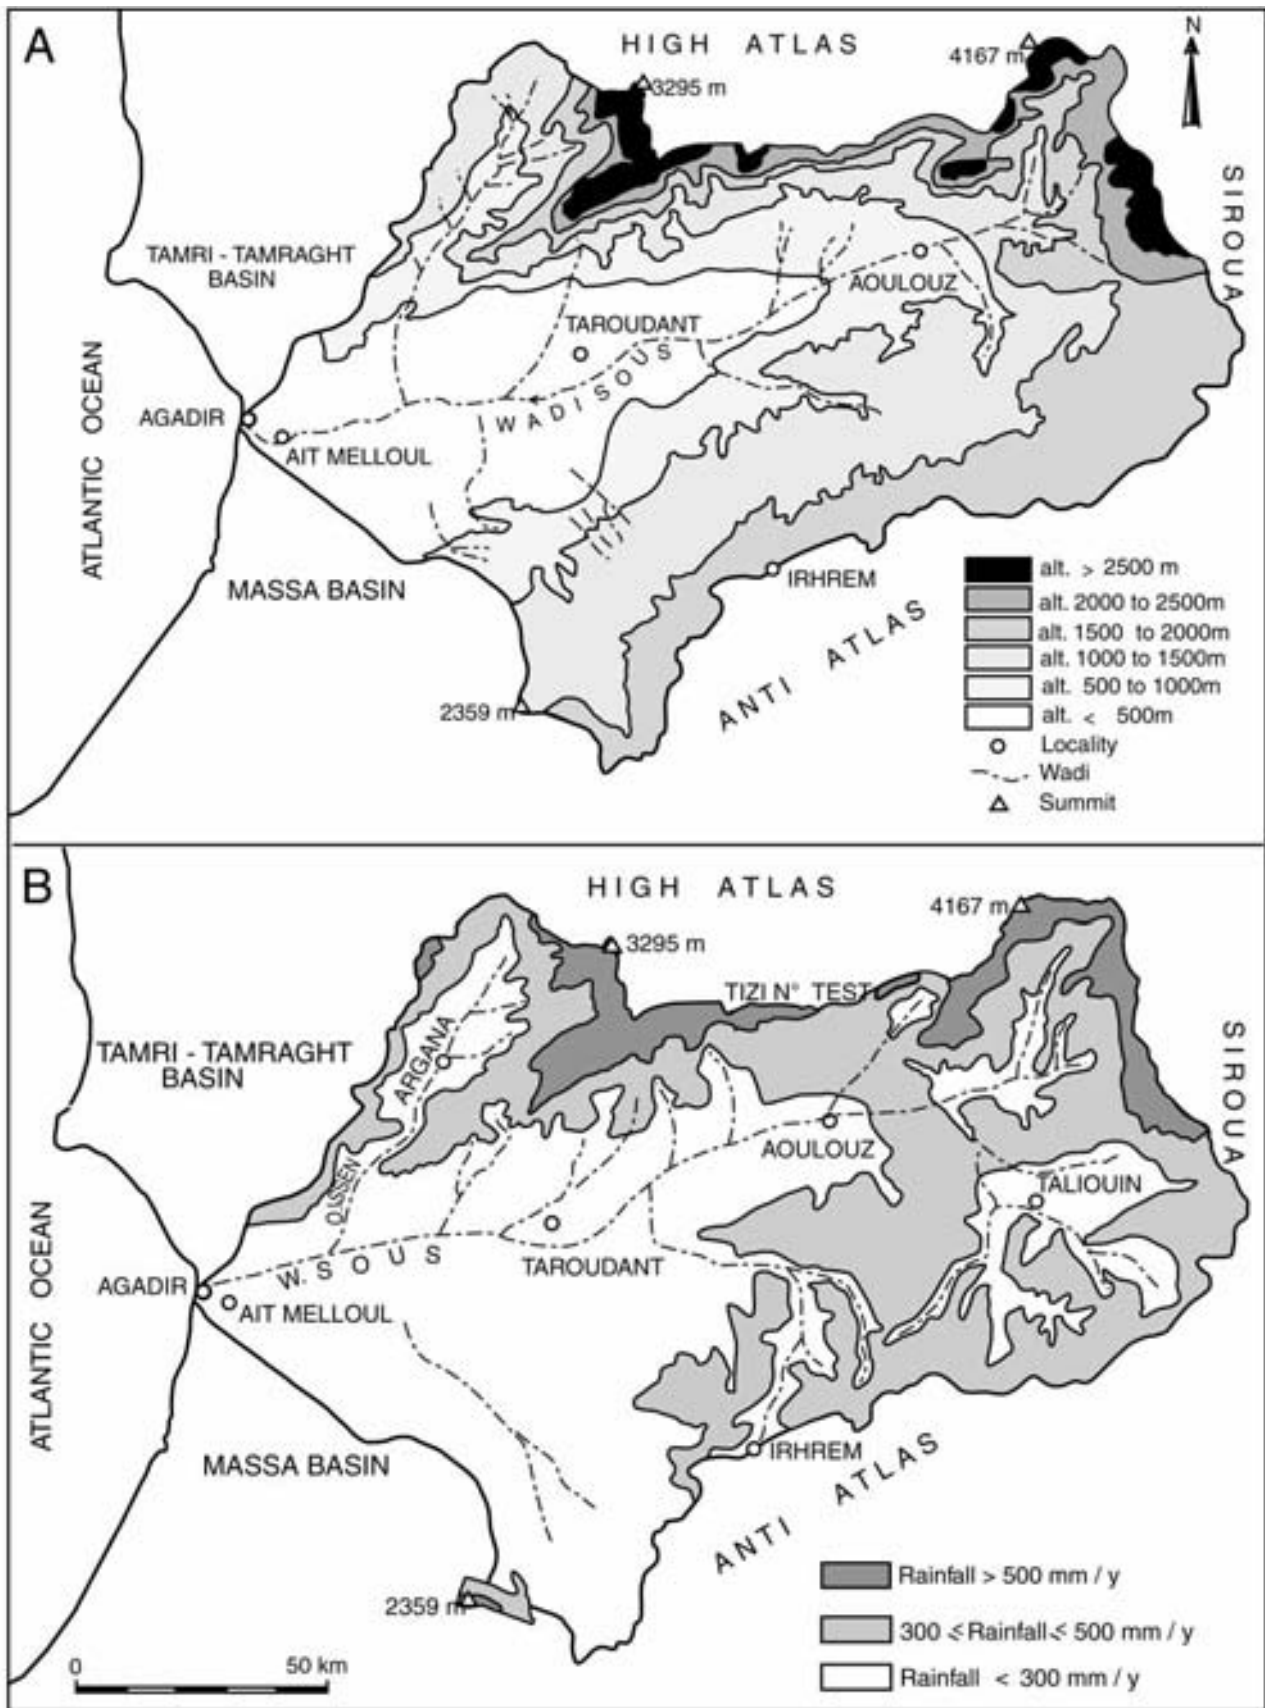 A
HIGH ATLAS
N
4167 m
3295 m
SIROUA
TAMRI - TAMRAGHT
BASIN
AOULOUZ
TAROUDANT
WADI SOUS
ATLANTIC OCEAN
AGADIR
AIT MELLOUL
MASSA BASIN
IRHREM
ANTI ATLAS
2359 m
alt. > 2500 m
alt. 2000 to 2500m
alt. 1500 to 2000m
alt. 1000 to 1500m
alt. 500 to 1000m
alt. < 500m
Locality
Wadi
Summit
B
HIGH ATLAS
4167 m
3295 m
TIZI N° TEST
ARGANA
TAMRI - TAMRAGHT
BASIN
SIROUA
AOULOUZ
TALIOUIN
OISSEN
W. SOUS
TAROUDANT
ATLANTIC OCEAN
AGADIR
AIT MELLOUL
IRHREM
MASSA BASIN
ANTI ATLAS
2359 m
Rainfall > 500 mm / y
300 ≤ Rainfall ≤ 500 mm / y
Rainfall < 300 mm / y
0 50 km